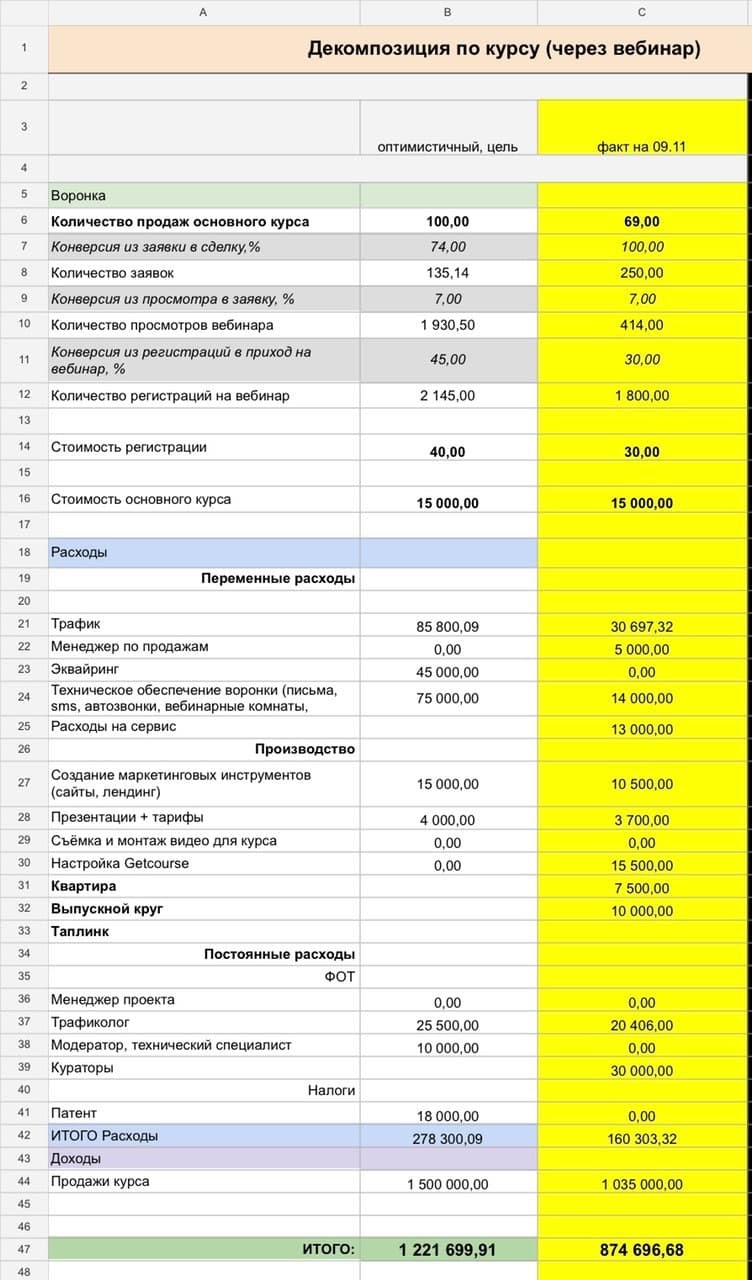 A B C
1 Декомпозиция по курсу (через вебинар)
2
3 оптимистичный, цель факт на 09.11
4
5 Воронка
6 Количество продаж основного курса 100,00 69,00
7 Конверсия из заявки в сделку,% 74,00 100,00
8 Количество заявок 135,14 250,00
9 Конверсия из просмотра в заявку, % 7,00 7,00
10 Количество просмотров вебинара 1 930,50 414,00
11 Конверсия из регистраций в приход на
вебинар, % 45,00 30,00
12 Количество регистраций на вебинар 2 145,00 1 800,00
13
14 Стоимость регистрации 40,00 30,00
15
16 Стоимость основного курса 15 000,00 15 000,00
17
18 Расходы
19 Переменные расходы
20
21 Трафик 85 800,09 30 697,32
22 Менеджер по продажам 0,00 5 000,00
23 Эквайринг 45 000,00 0,00
24 Техническое обеспечение воронки (письма,
sms, автозвонки, вебинарные комнаты, 75 000,00 14 000,00
25 Расходы на сервис 13 000,00
26 Производство
27 Создание маркетинговых инструментов
(сайты, лендинг) 15 000,00 10 500,00
28 Презентации + тарифы 4 000,00 3 700,00
29 Съёмка и монтаж видео для курса 0,00 0,00
30 Настройка Getcourse 0,00 15 500,00
31 Квартира 7 500,00
32 Выпускной круг 10 000,00
33 Таплинк
34 Постоянные расходы
35 ФОТ
36 Менеджер проекта 0,00 0,00
37 Трафиколог 25 500,00 20 406,00
38 Модератор, технический специалист 10 000,00 0,00
39 Кураторы 30 000,00
40 Налоги
41 Патент 18 000,00 0,00
42 ИТОГО Расходы 278 300,09 160 303,32
43 Доходы
44 Продажи курса 1 500 000,00 1 035 000,00
45
46
47 ИТОГО: 1 221 699,91 874 696,68
48